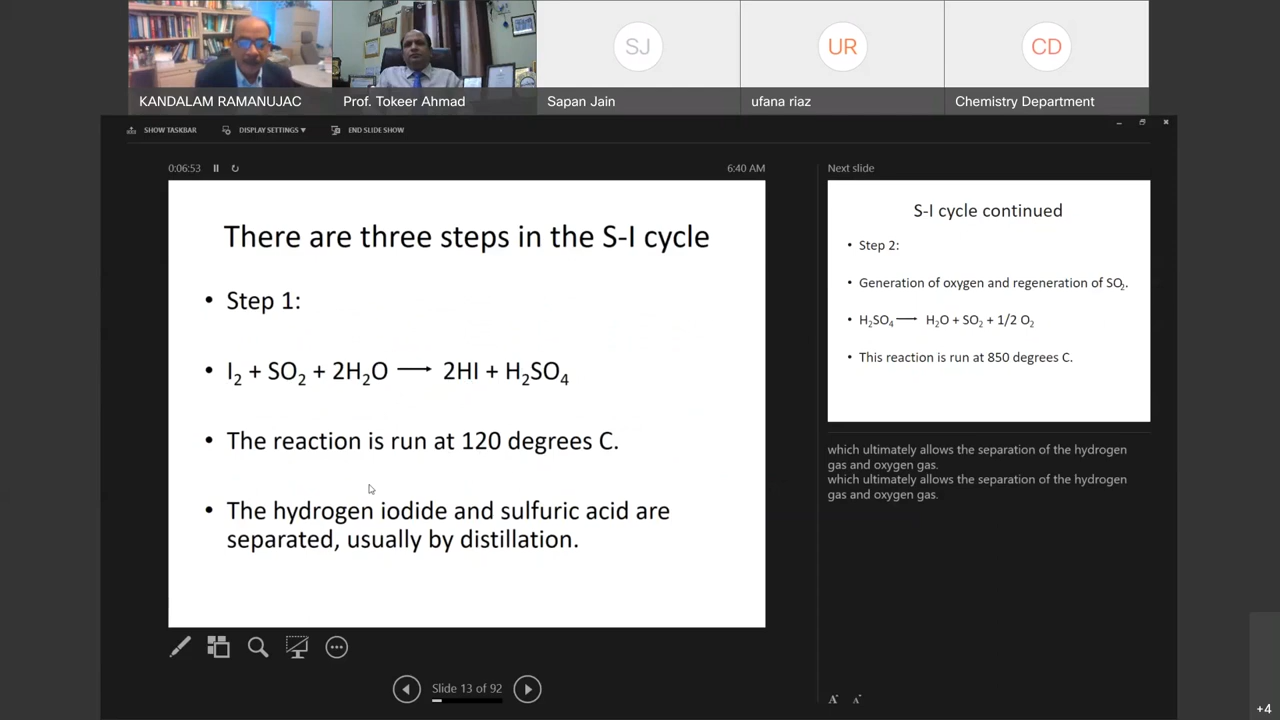 SJ
UR
CD
KANDALAM RAMANUJAC
Prof. Tokeer Ahmad
Sapan Jain
ufana riaz
Chemistry Department
SHOW TASKBAR
DISPLAY SETTINGS ▾
END SLIDE SHOW
0:06:53
6:40 AM
There are three steps in the S-I cycle
• Step 1:
• I₂ + SO₂ + 2H₂O ⟶ 2HI + H₂SO₄
• The reaction is run at 120 degrees C.
• The hydrogen iodide and sulfuric acid are
separated, usually by distillation.
Slide 13 of 92
Next slide
S-I cycle continued
• Step 2:
• Generation of oxygen and regeneration of SO₂.
• H₂SO₄ ⟶ H₂O + SO₂ + 1/2 O₂
• This reaction is run at 850 degrees C.
which ultimately allows the separation of the hydrogen
gas and oxygen gas.
which ultimately allows the separation of the hydrogen
gas and oxygen gas.
A A
+4